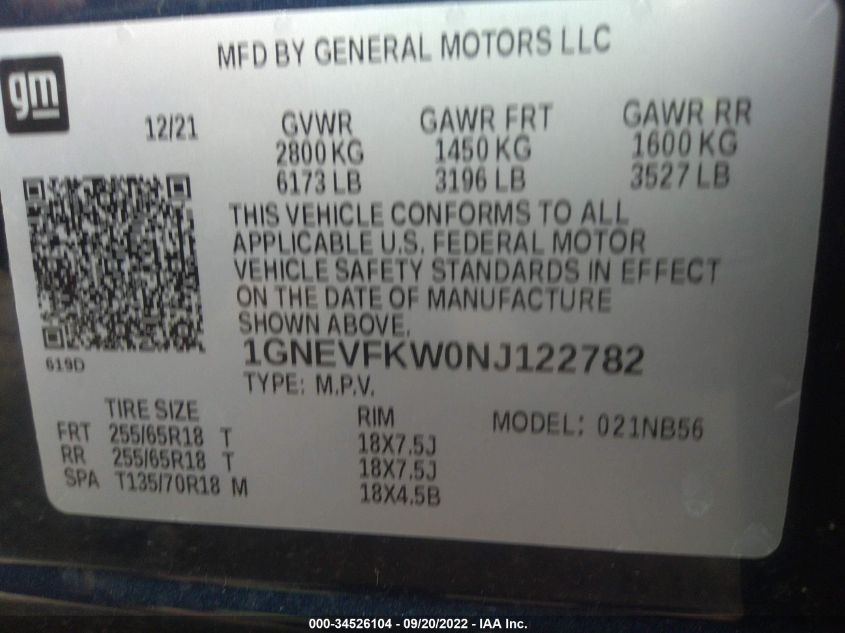 MFD BY GENERAL MOTORS LLC
gm
12/21 GVWR GAWR FRT GAWR RR
2800 KG 1450 KG 1600 KG
6173 LB 3196 LB 3527 LB
THIS VEHICLE CONFORMS TO ALL
APPLICABLE U.S. FEDERAL MOTOR
VEHICLE SAFETY STANDARDS IN EFFECT
ON THE DATE OF MANUFACTURE
SHOWN ABOVE.
619D
1GNEVFKW0NJ122782
TYPE: M.P.V.
TIRE SIZE RIM MODEL: 021NB56
FRT 255/65R18 T 18X7.5J
RR 255/65R18 T 18X7.5J
SPA T135/70R18 M 18X4.5B
000-34526104 - 09/20/2022 - IAA Inc.